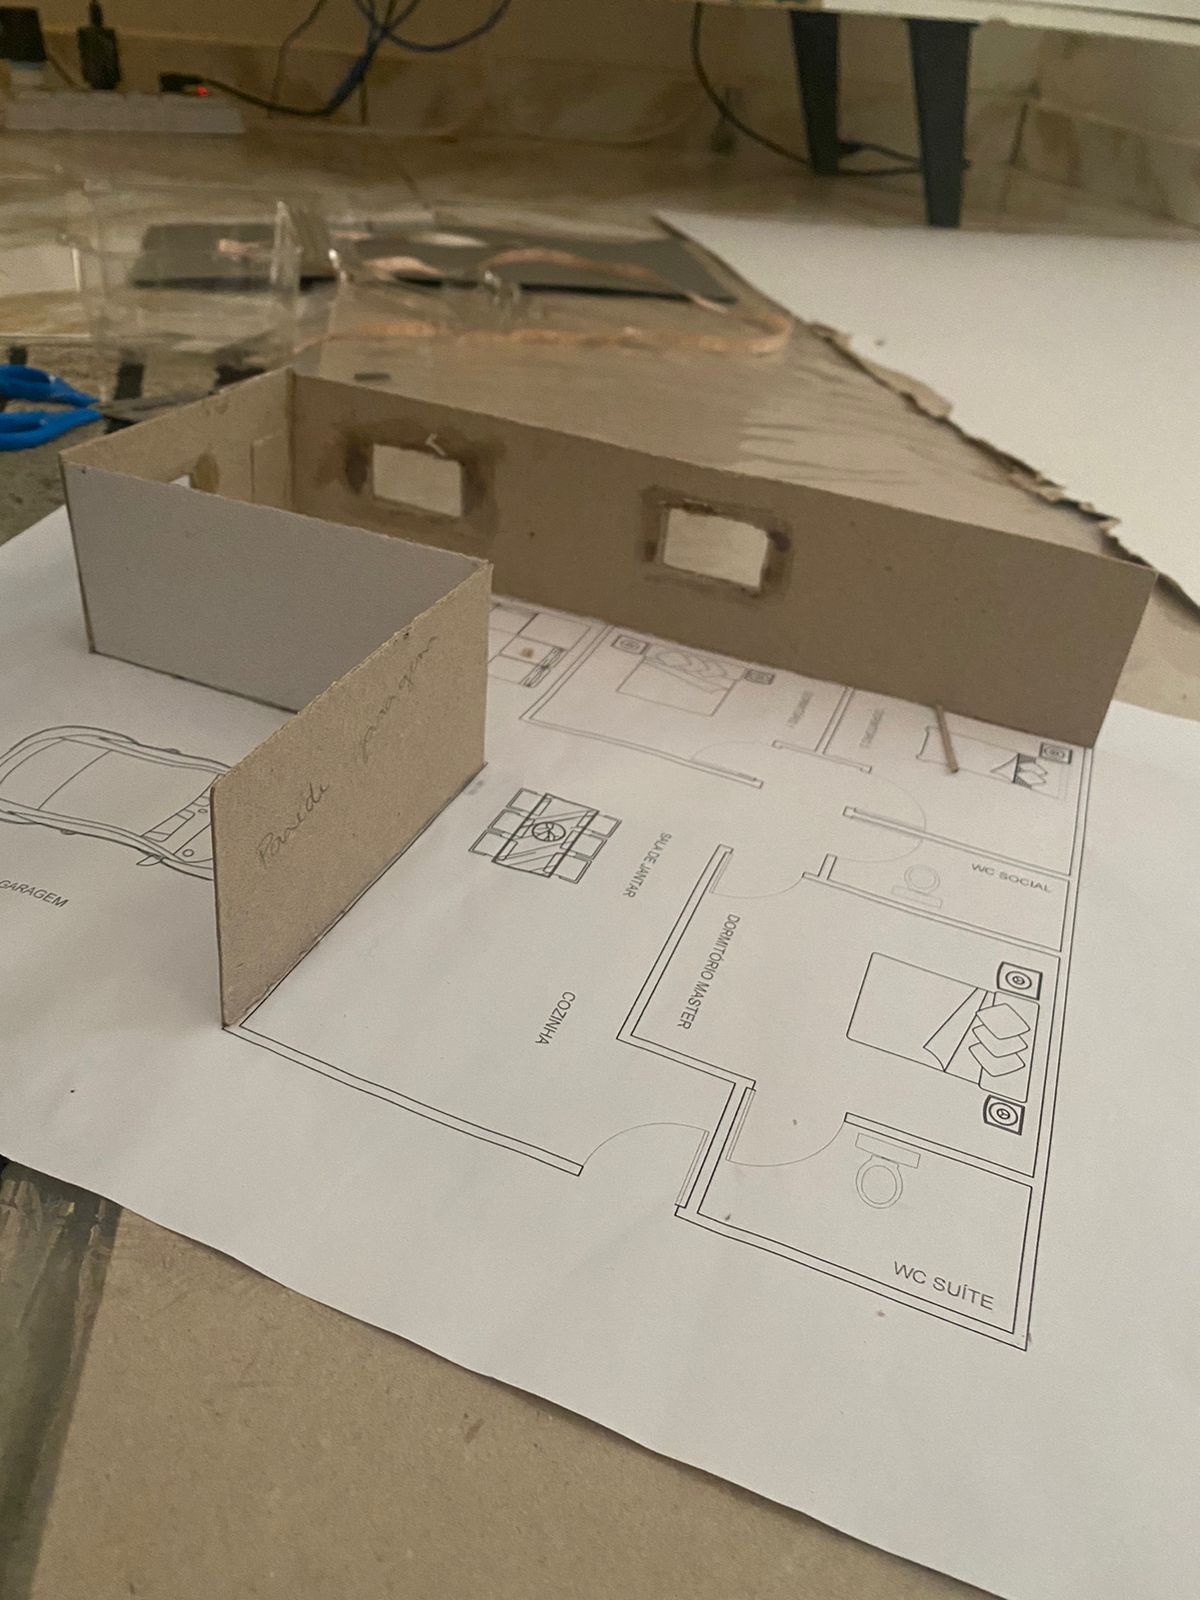 Parede garagem
GARAGEM
SALA DE JANTAR
COZINHA
DORMITÓRIO MASTER
WC SOCIAL
WC SUÍTE